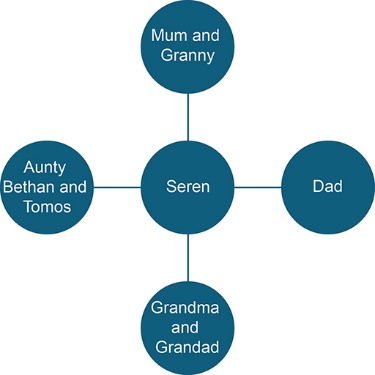 Mum and
Granny
Aunty
Bethan and
Tomos
Seren
Dad
Grandma
and
Grandad